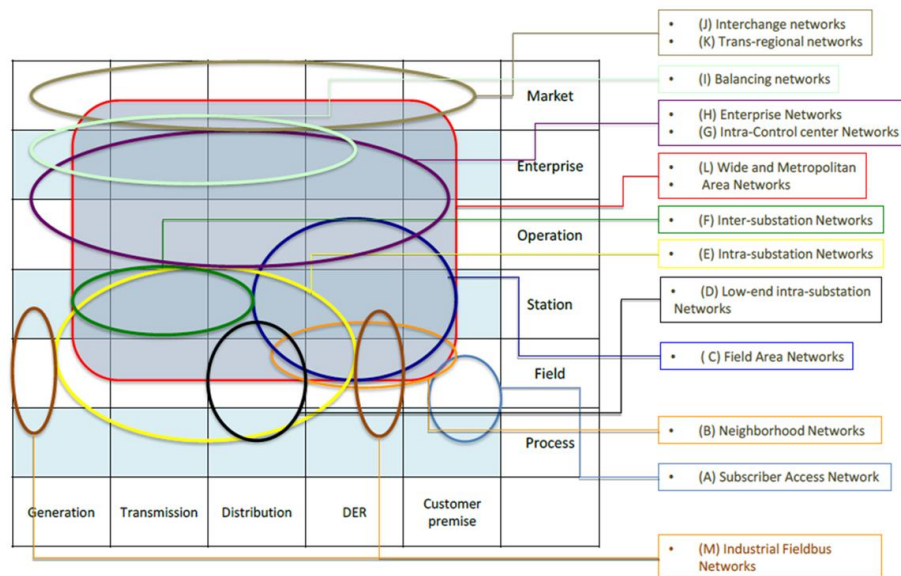 • (J) Interchange networks
• (K) Trans-regional networks
• (I) Balancing networks
• (H) Enterprise Networks
• (G) Intra-Control center Networks
• (L) Wide and Metropolitan
• Area Networks
• (F) Inter-substation Networks
• (E) Intra-substation Networks
• (D) Low-end intra-substation
Networks
• ( C) Field Area Networks
• (B) Neighborhood Networks
• (A) Subscriber Access Network
• (M) Industrial Fieldbus
Networks
Market
Enterprise
Operation
Station
Field
Process
Generation
Transmission
Distribution
DER
Customer
premise